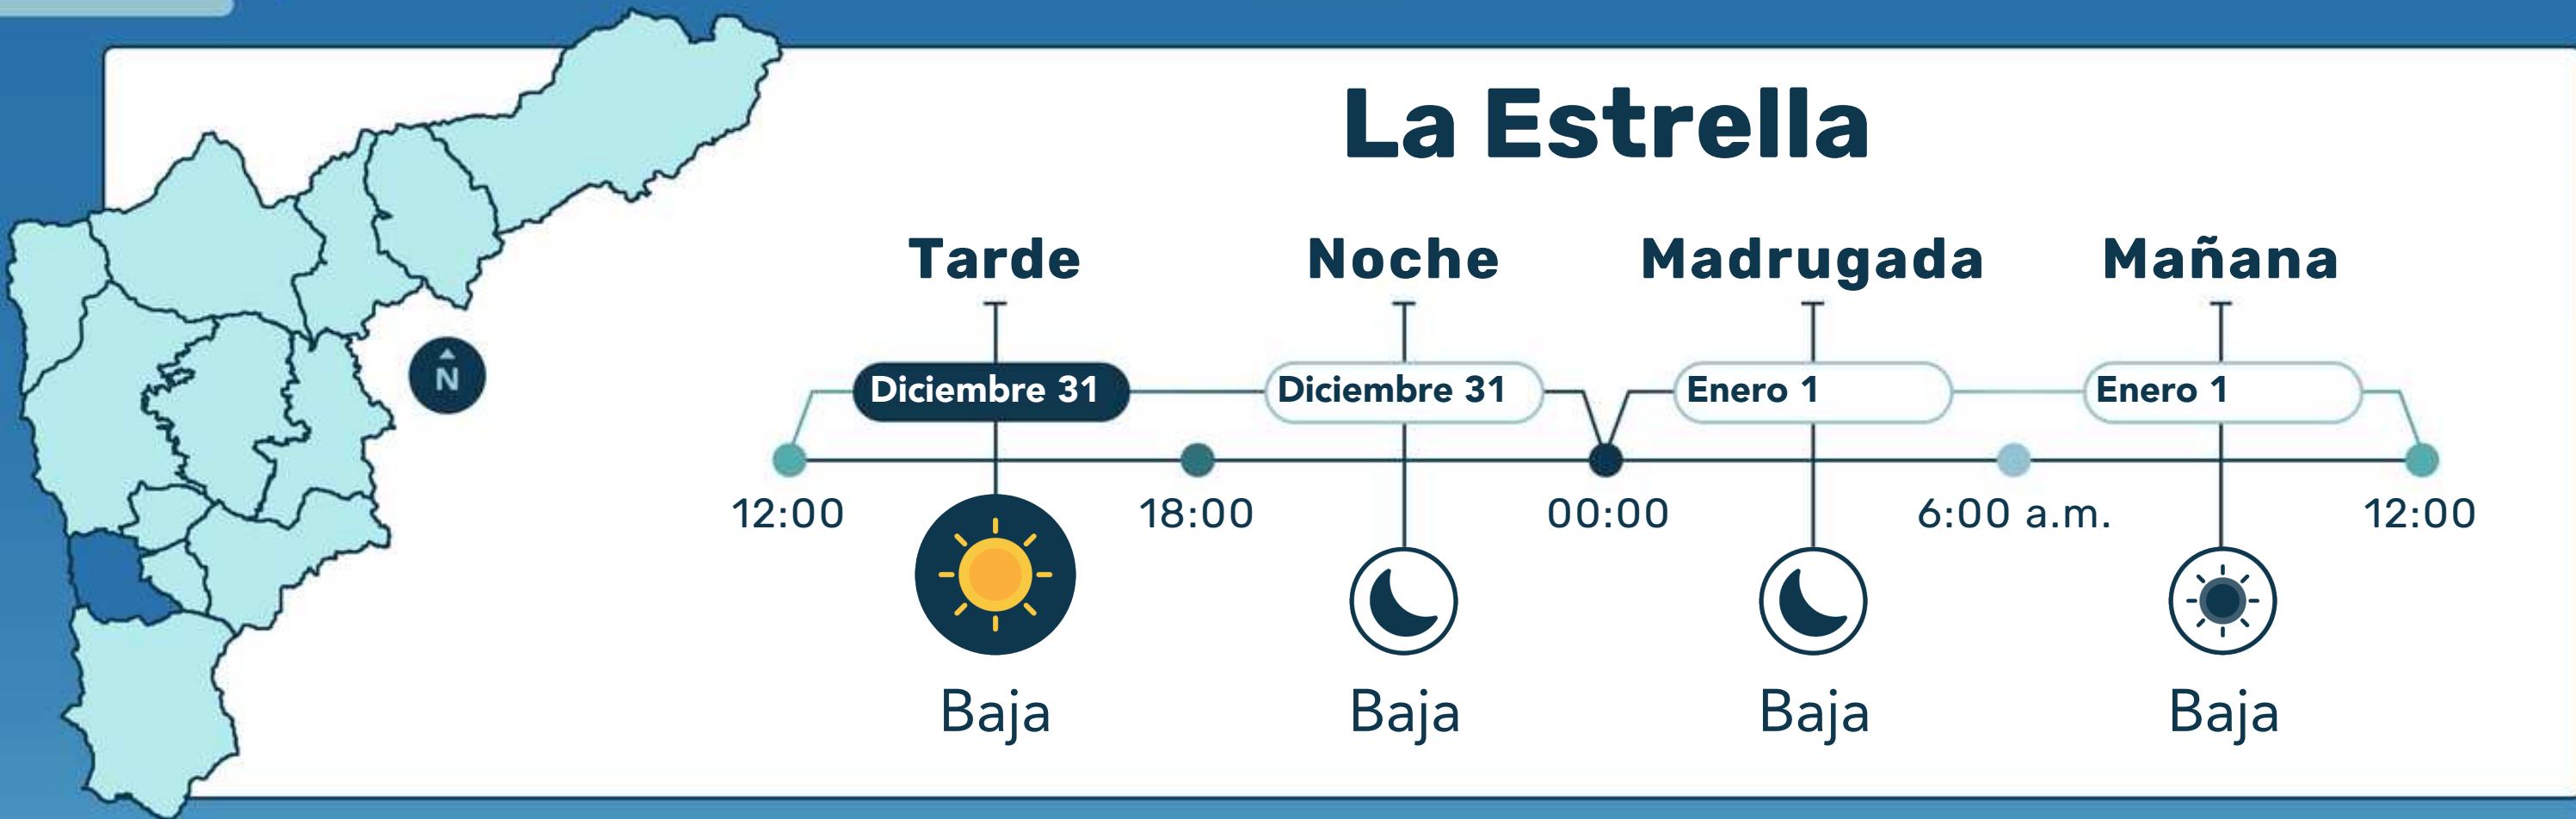 La Estrella
Tarde
Noche
Madrugada
Mañana
Diciembre 31
Diciembre 31
Enero 1
Enero 1
N
12:00
18:00
00:00
6:00 a.m.
12:00
Baja
Baja
Baja
Baja